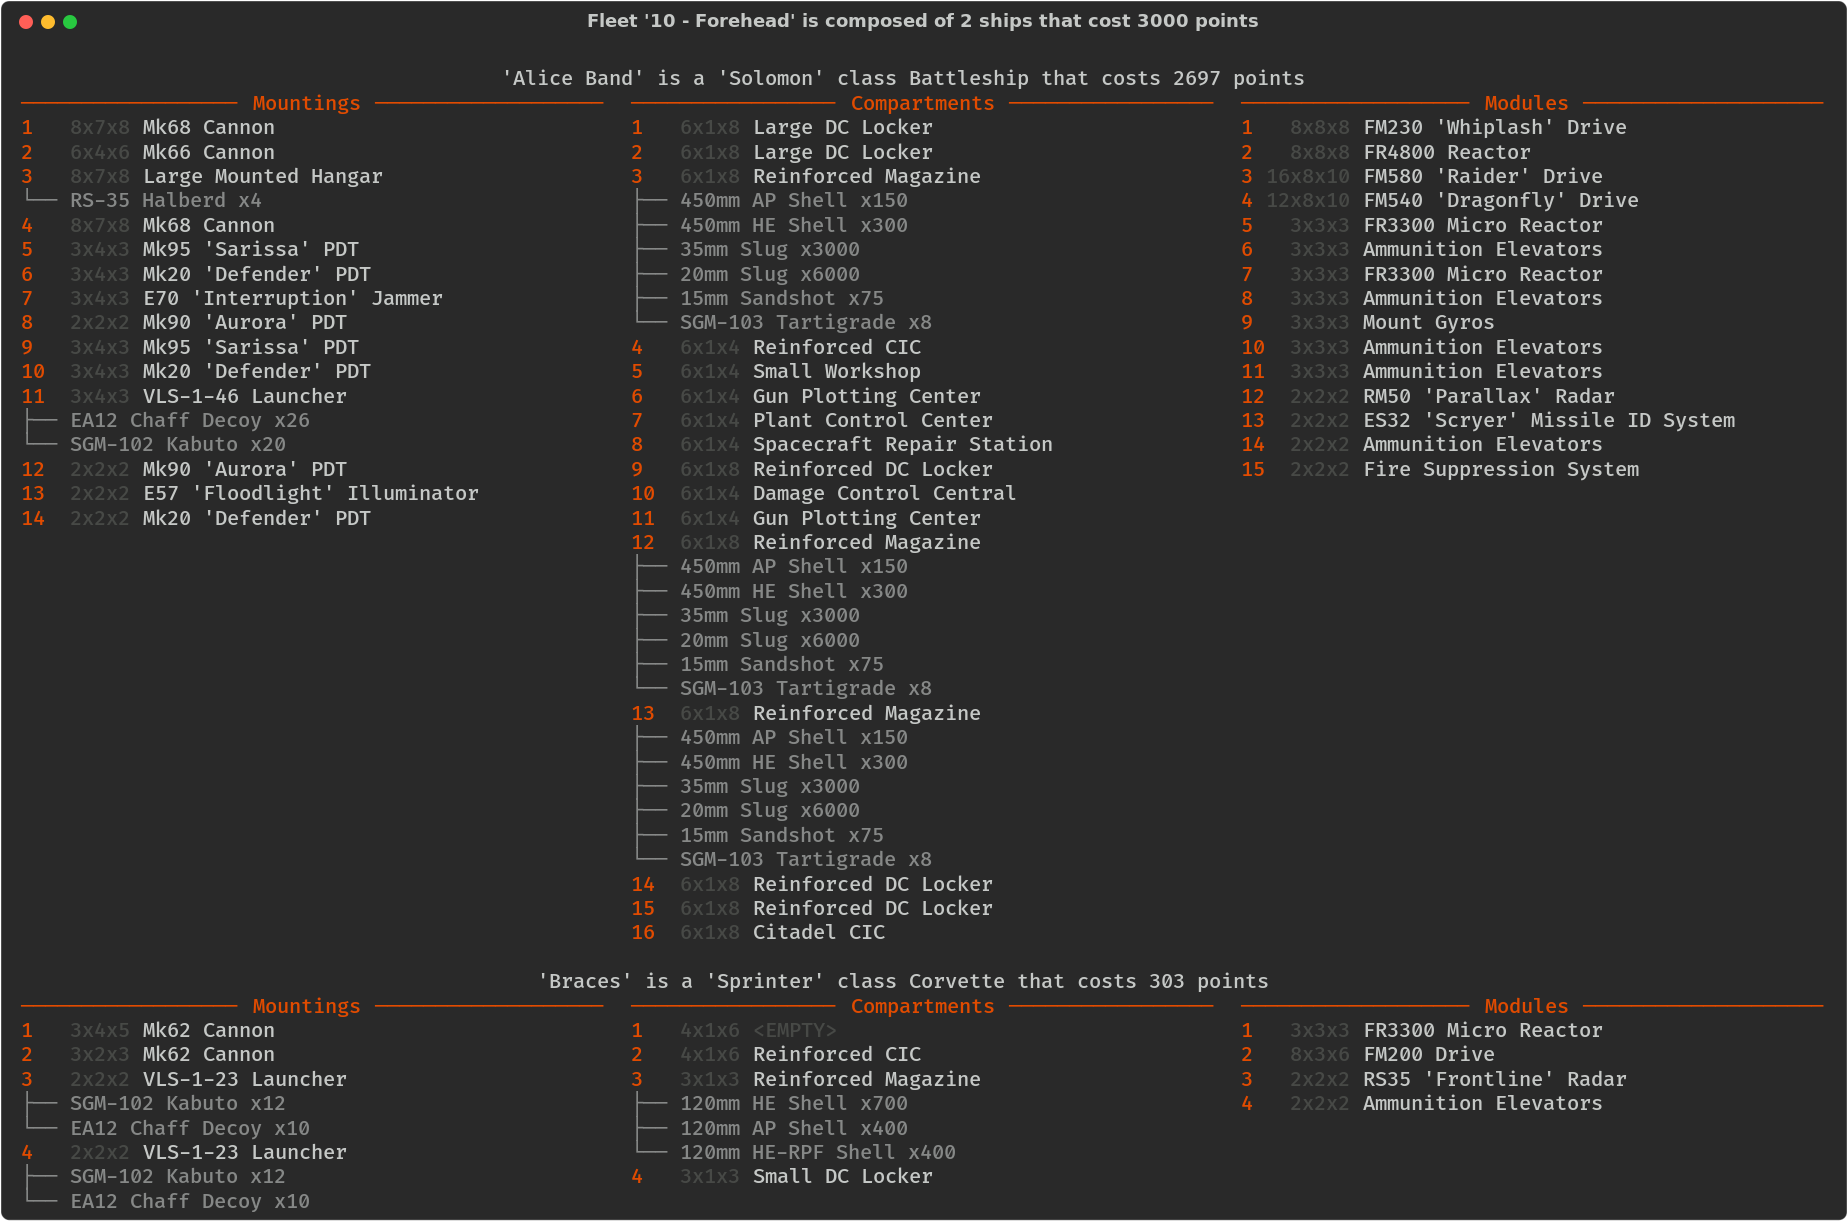 Fleet '10 - Forehead' is composed of 2 ships that cost 3000 points
'Alice Band' is a 'Solomon' class Battleship that costs 2697 points
Mountings
1 8x7x8 Mk68 Cannon
2 6x4x6 Mk66 Cannon
3 8x7x8 Large Mounted Hangar
RS-35 Halberd x4
4 8x7x8 Mk68 Cannon
5 3x4x3 Mk95 'Sarissa' PDT
6 3x4x3 Mk20 'Defender' PDT
7 3x4x3 E70 'Interruption' Jammer
8 2x2x2 Mk90 'Aurora' PDT
9 3x4x3 Mk95 'Sarissa' PDT
10 3x4x3 Mk20 'Defender' PDT
11 3x4x3 VLS-1-46 Launcher
EA12 Chaff Decoy x26
SGM-102 Kabuto x20
12 2x2x2 Mk90 'Aurora' PDT
13 2x2x2 E57 'Floodlight' Illuminator
14 2x2x2 Mk20 'Defender' PDT
Compartments
1 6x1x8 Large DC Locker
2 6x1x8 Large DC Locker
3 6x1x8 Reinforced Magazine
450mm AP Shell x150
450mm HE Shell x300
35mm Slug x3000
20mm Slug x6000
15mm Sandshot x75
SGM-103 Tartigrade x8
4 6x1x4 Reinforced CIC
5 6x1x4 Small Workshop
6 6x1x4 Gun Plotting Center
7 6x1x4 Plant Control Center
8 6x1x4 Spacecraft Repair Station
9 6x1x8 Reinforced DC Locker
10 6x1x4 Damage Control Central
11 6x1x4 Gun Plotting Center
12 6x1x8 Reinforced Magazine
450mm AP Shell x150
450mm HE Shell x300
35mm Slug x3000
20mm Slug x6000
15mm Sandshot x75
SGM-103 Tartigrade x8
13 6x1x8 Reinforced Magazine
450mm AP Shell x150
450mm HE Shell x300
35mm Slug x3000
20mm Slug x6000
15mm Sandshot x75
SGM-103 Tartigrade x8
14 6x1x8 Reinforced DC Locker
15 6x1x8 Reinforced DC Locker
16 6x1x8 Citadel CIC
Modules
1 8x8x8 FM230 'Whiplash' Drive
2 8x8x8 FR4800 Reactor
3 16x8x10 FM580 'Raider' Drive
4 12x8x10 FM540 'Dragonfly' Drive
5 3x3x3 FR3300 Micro Reactor
6 3x3x3 Ammunition Elevators
7 3x3x3 FR3300 Micro Reactor
8 3x3x3 Ammunition Elevators
9 3x3x3 Mount Gyros
10 3x3x3 Ammunition Elevators
11 3x3x3 Ammunition Elevators
12 2x2x2 RM50 'Parallax' Radar
13 2x2x2 ES32 'Scryer' Missile ID System
14 2x2x2 Ammunition Elevators
15 2x2x2 Fire Suppression System
'Braces' is a 'Sprinter' class Corvette that costs 303 points
Mountings
1 3x4x5 Mk62 Cannon
2 3x2x3 Mk62 Cannon
3 2x2x2 VLS-1-23 Launcher
SGM-102 Kabuto x12
EA12 Chaff Decoy x10
4 2x2x2 VLS-1-23 Launcher
SGM-102 Kabuto x12
EA12 Chaff Decoy x10
Compartments
1 4x1x6 <EMPTY>
2 4x1x6 Reinforced CIC
3 3x1x3 Reinforced Magazine
120mm HE Shell x700
120mm AP Shell x400
120mm HE-RPF Shell x400
4 3x1x3 Small DC Locker
Modules
1 3x3x3 FR3300 Micro Reactor
2 8x3x6 FM200 Drive
3 2x2x2 RS35 'Frontline' Radar
4 2x2x2 Ammunition Elevators